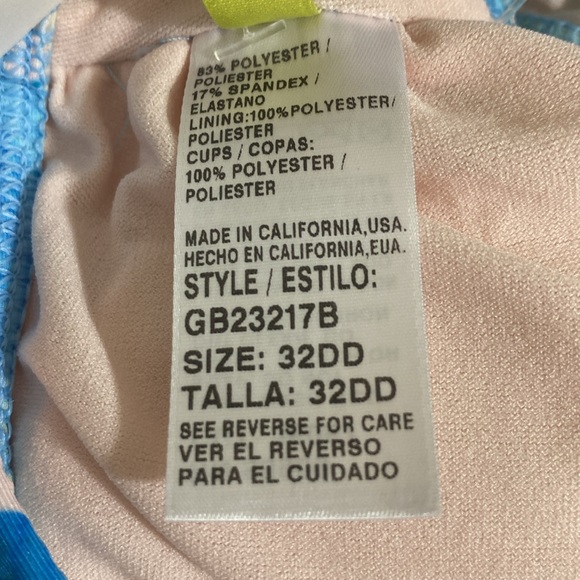 83% POLYESTER /
POLIESTER
17% SPANDEX /
ELASTANO
LINING:100%POLYESTER/
POLIESTER
CUPS / COPAS:
100% POLYESTER /
POLIESTER
MADE IN CALIFORNIA,USA.
HECHO EN CALIFORNIA,EUA.
STYLE / ESTILO:
GB23217B
SIZE: 32DD
TALLA: 32DD
SEE REVERSE FOR CARE
VER EL REVERSO
PARA EL CUIDADO